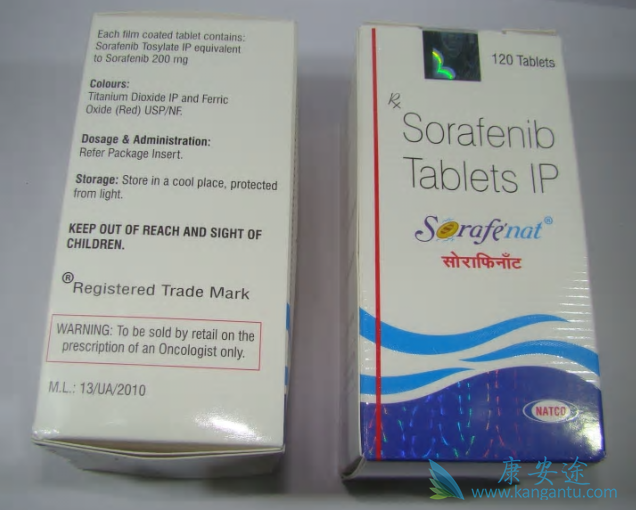 Each film coated tablet contains:
Sorafenib Tosylate IP equivalent
to Sorafenib 200 mg
Colours:
Titanium Dioxide IP and Ferric
Oxide (Red) USP/NF.
Dosage & Administration:
Refer Package Insert.
Storage: Store in a cool place, protected
from light.
KEEP OUT OF REACH AND SIGHT OF
CHILDREN.
®Registered Trade Mark
WARNING: To be sold by retail on the
prescription of an Oncologist only.
M.L.: 13/UA/2010
120 Tablets
Rx
Sorafenib
Tablets IP
Sorafenat®
सोराफिनॉट
NATCO
康安途
www.kangantu.com